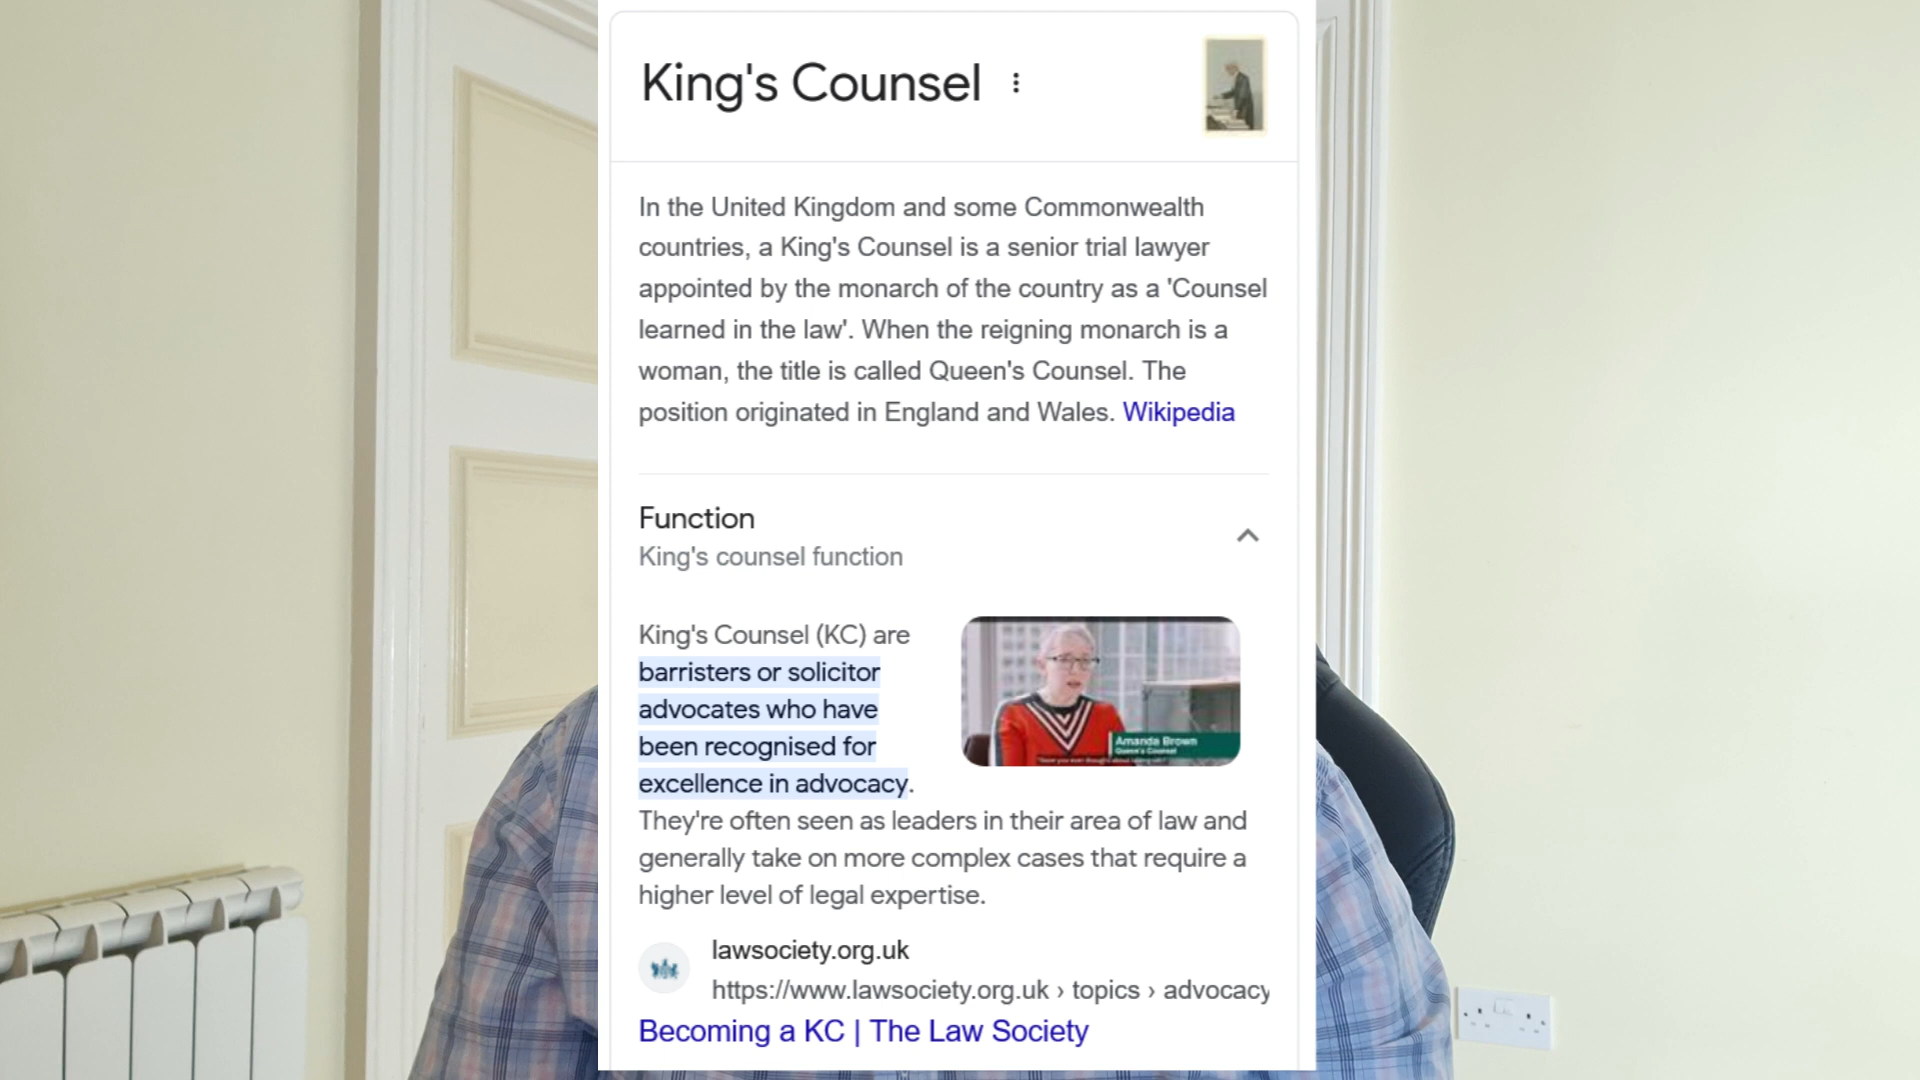 King's Counsel
In the United Kingdom and some Commonwealth
countries, a King's Counsel is a senior trial lawyer
appointed by the monarch of the country as a 'Counsel
learned in the law'. When the reigning monarch is a
woman, the title is called Queen's Counsel. The
position originated in England and Wales. Wikipedia
Function
King's counsel function
King's Counsel (KC) are
barristers or solicitor
advocates who have
been recognised for
excellence in advocacy.
Amanda Brown
Queen's Counsel
They're often seen as leaders in their area of law and
generally take on more complex cases that require a
higher level of legal expertise.
lawsociety.org.uk
https://www.lawsociety.org.uk › topics › advocacy
Becoming a KC | The Law Society